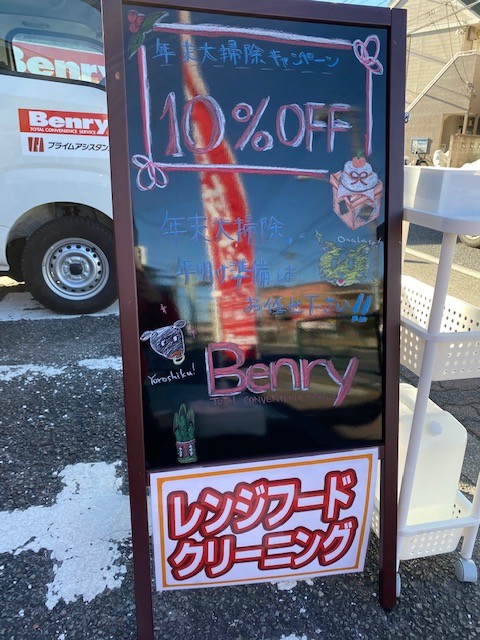 Benry
Benry
TOTAL CONVENIENCE SERVICE
プライムアシスタン
年末大掃除キャンペーン
10%OFF
年末大掃除、
年明け準備は
お任せ下さい!!
Yoroshiku!
Benry
TOTAL CONVENIENCE
レンジフード
クリーニング